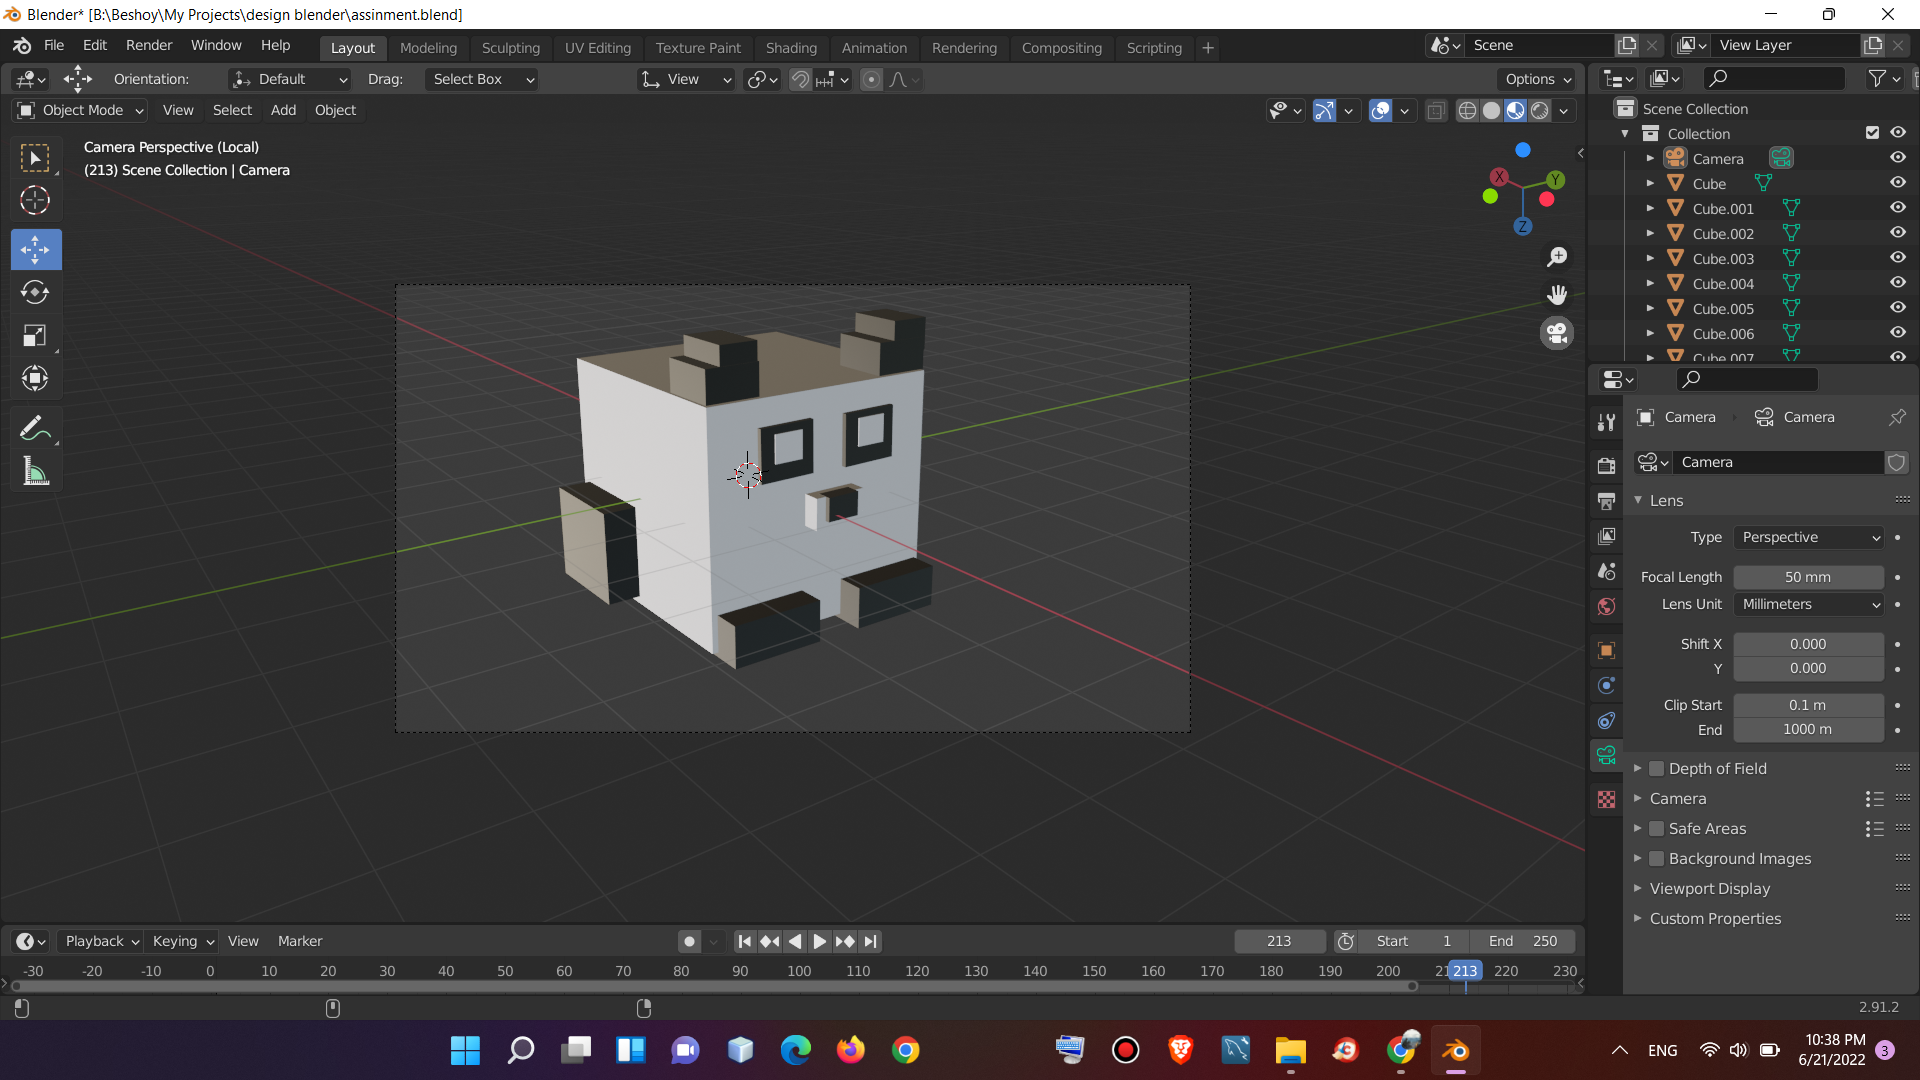 Blender* [B:\Beshoy\My Projects\design blender\assinment.blend]
File Edit Render Window Help Layout Modeling Sculpting UV Editing Texture Paint Shading Animation Rendering Compositing Scripting Scene View Layer
Orientation: Default Drag: Select Box View Options
Object Mode View Select Add Object
Camera Perspective (Local)
(213) Scene Collection | Camera
X Y Z
Scene Collection
Collection
Camera
Cube
Cube.001
Cube.002
Cube.003
Cube.004
Cube.005
Cube.006
Cube.007
Camera Camera
Camera
Lens
Type Perspective
Focal Length 50 mm
Lens Unit Millimeters
Shift X 0.000
Y 0.000
Clip Start 0.1 m
End 1000 m
Depth of Field
Camera
Safe Areas
Background Images
Viewport Display
Custom Properties
Playback Keying View Marker 213 Start 1 End 250
-30 -20 -10 0 10 20 30 40 50 60 70 80 90 100 110 120 130 140 150 160 170 180 190 200 213 220 230
2.91.2
ENG 10:38 PM
6/21/2022 3